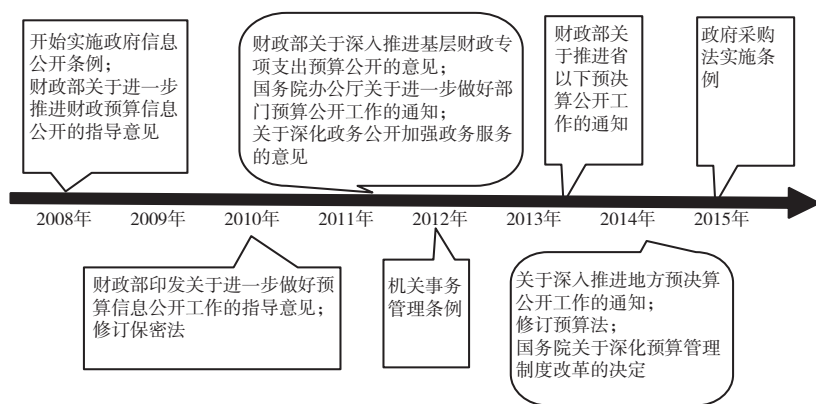 开始实施政府信息
公开条例；
财政部关于进一步
推进财政预算信息
公开的指导意见
财政部关于深入推进基层财政专
项支出预算公开的意见；
国务院办公厅关于进一步做好部
门预算公开工作的通知；
关于深化政务公开加强政务服务
的意见
财政部关
于推进省
以下预决
算公开工
作的通知
政府采购
法实施条
例
2008年 2009年 2010年 2011年 2012年 2013年 2014年 2015年
财政部印发关于进一步做好预
算信息公开工作的指导意见；
修订保密法
机关事务
管理条例
关于深入推进地方预决算
公开工作的通知；
修订预算法；
国务院关于深化预算管理
制度改革的决定